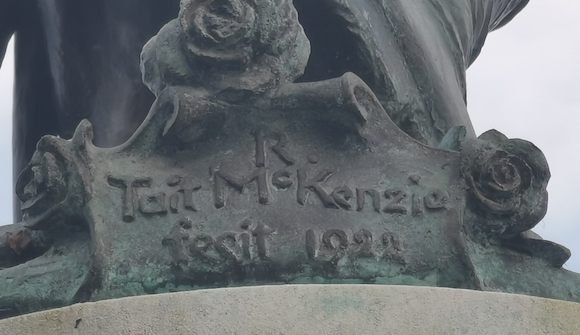 R.
Tait McKenzie
fecit 1922